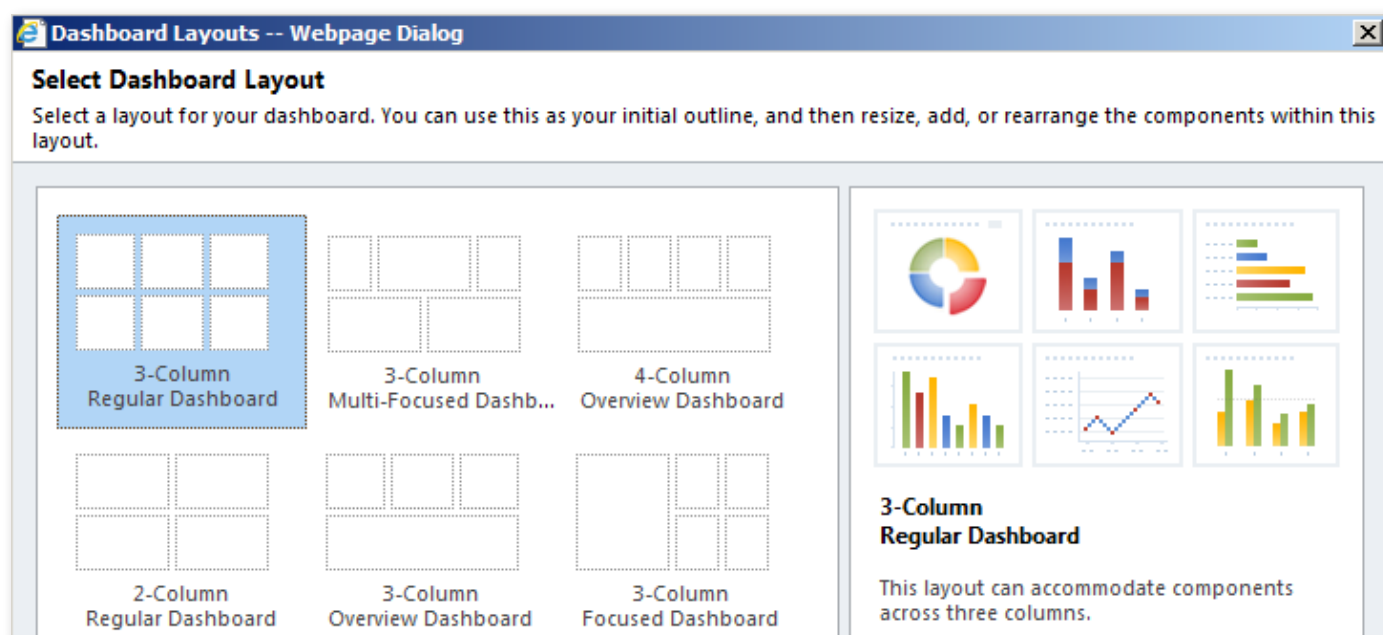 Dashboard Layouts -- Webpage Dialog
Select Dashboard Layout
Select a layout for your dashboard. You can use this as your initial outline, and then resize, add, or rearrange the components within this
layout.
3-Column
Regular Dashboard
3-Column
Multi-Focused Dashb...
4-Column
Overview Dashboard
2-Column
Regular Dashboard
3-Column
Overview Dashboard
3-Column
Focused Dashboard
3-Column
Regular Dashboard
This layout can accommodate components
across three columns.